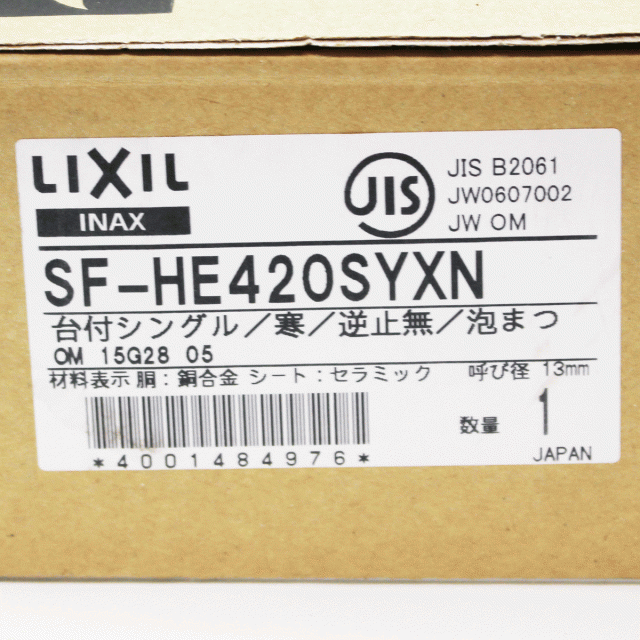 LIXIL
INAX
JIS
JIS B2061
JW0607002
JW OM
SF-HE420SYXN
台付シングル/寒/逆止無/泡まつ
OM 15G28 05
材料表示 胴:銅合金 シート:セラミック 呼び径 13mm
*4001484976*
数量 1
JAPAN